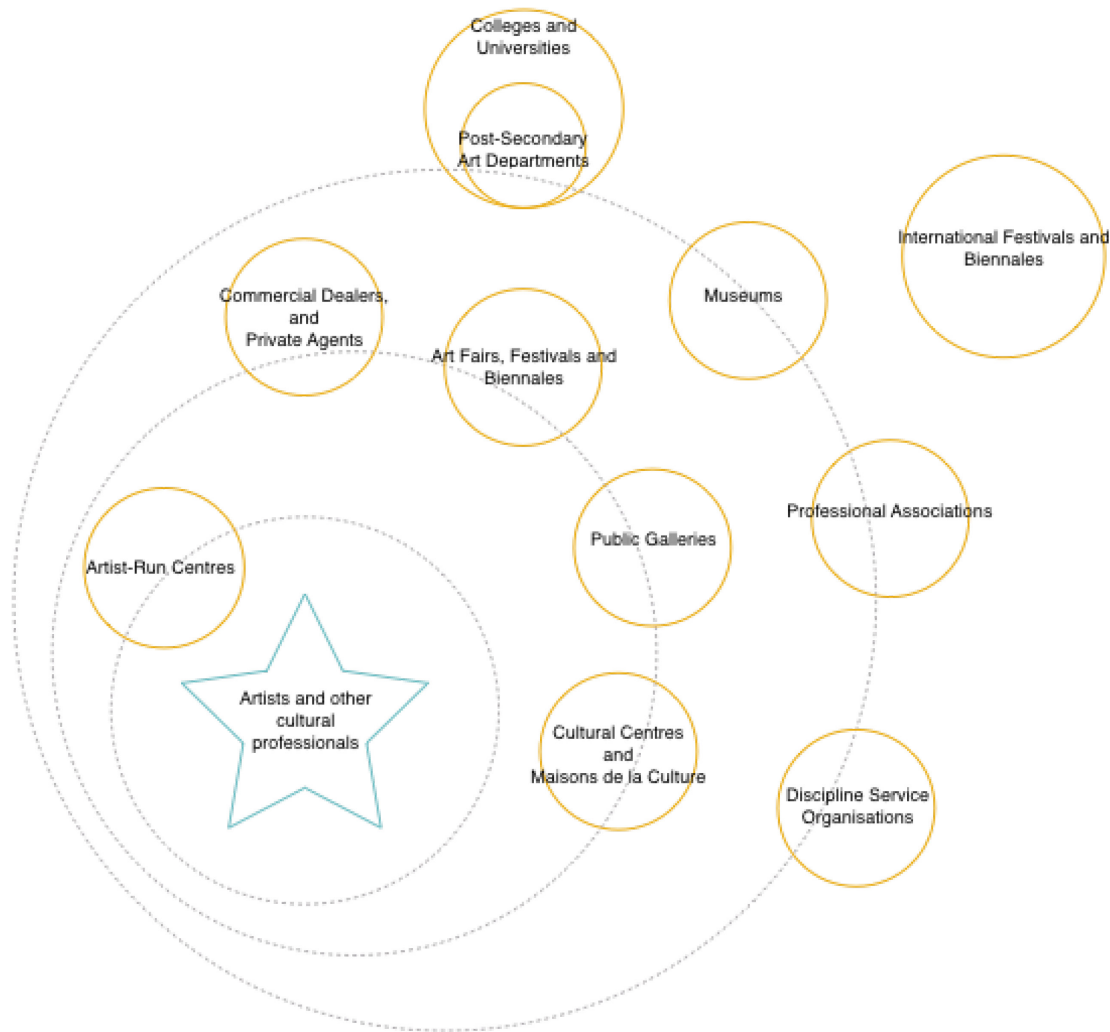 Colleges and
Universities
Post-Secondary
Art Departments
International Festivals and
Biennales
Commercial Dealers,
and
Private Agents
Museums
Art Fairs, Festivals and
Biennales
Professional Associations
Public Galleries
Artist-Run Centres
Artists and other
cultural
professionals
Cultural Centres
and
Maisons de la Culture
Discipline Service
Organisations